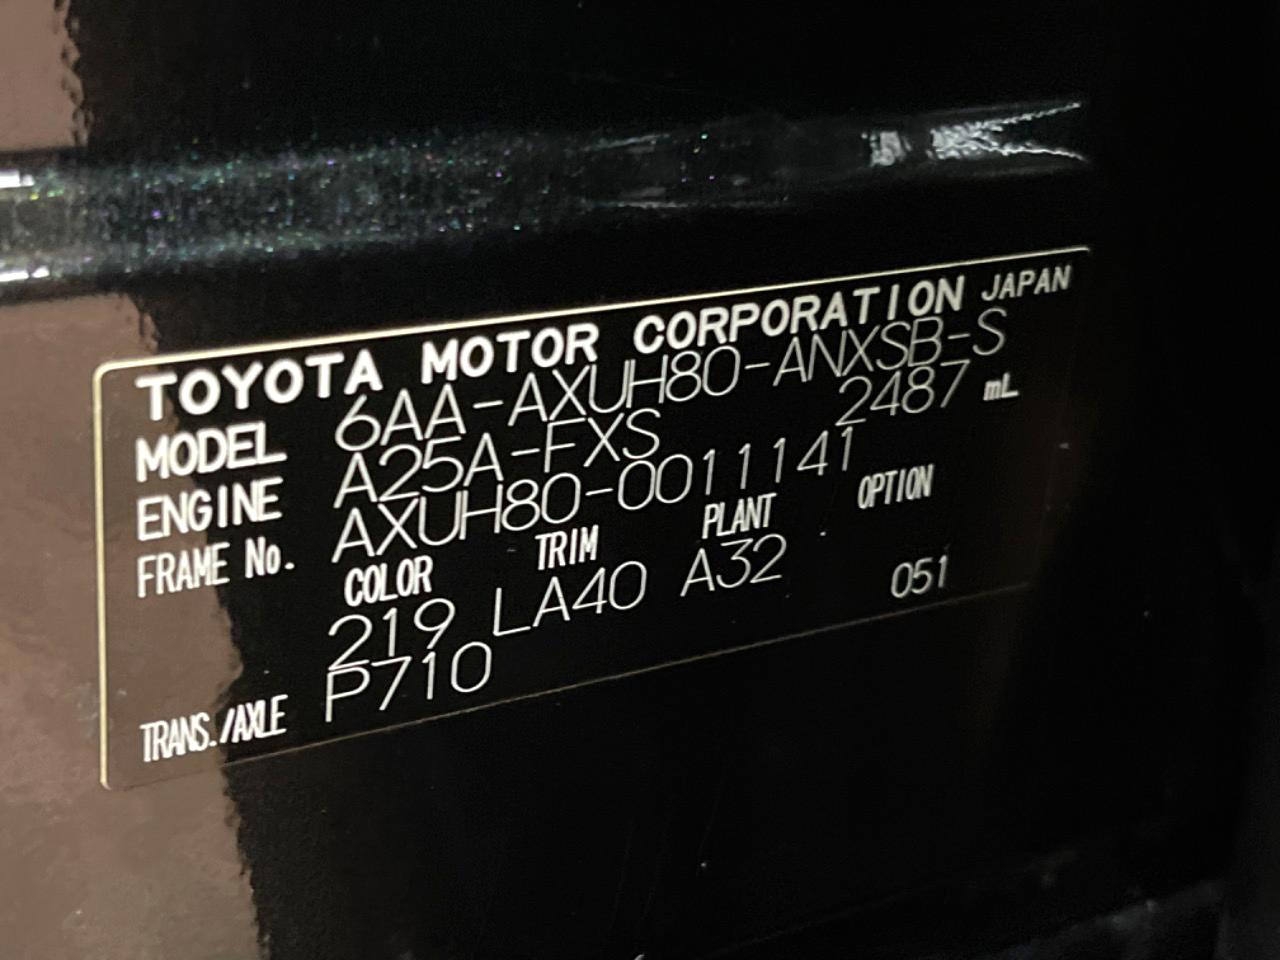 TOYOTA MOTOR CORPORATION JAPAN
MODEL 6AA-AXUH80-ANXSB-S
ENGINE A25A-FXS 2487 mL
FRAME No. AXUH80-0011141
COLOR TRIM PLANT OPTION
219 LA40 A32 051
TRANS./AXLE P710